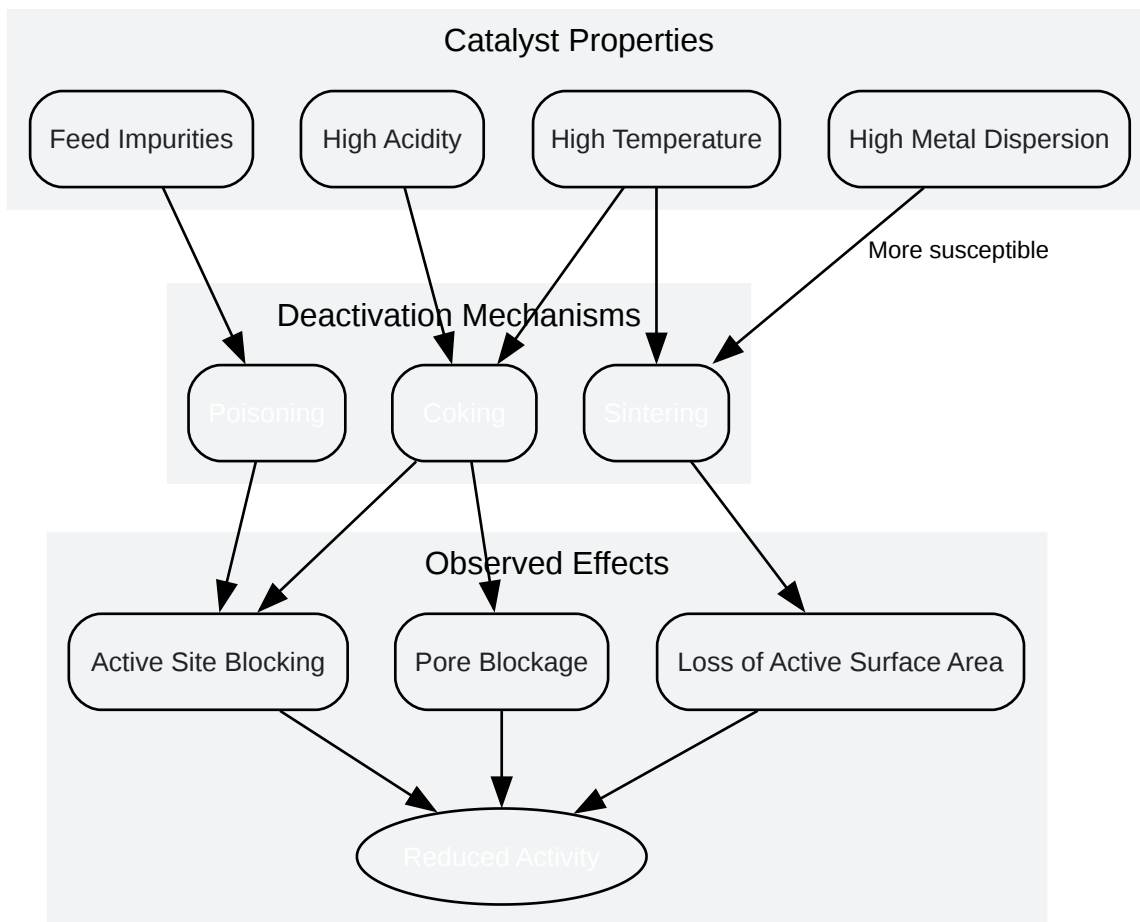 Catalyst Properties
Feed Impurities
High Acidity
High Temperature
High Metal Dispersion
More susceptible
Deactivation Mechanisms
Poisoning
Coking
Sintering
Observed Effects
Active Site Blocking
Pore Blockage
Loss of Active Surface Area
Reduced Activity